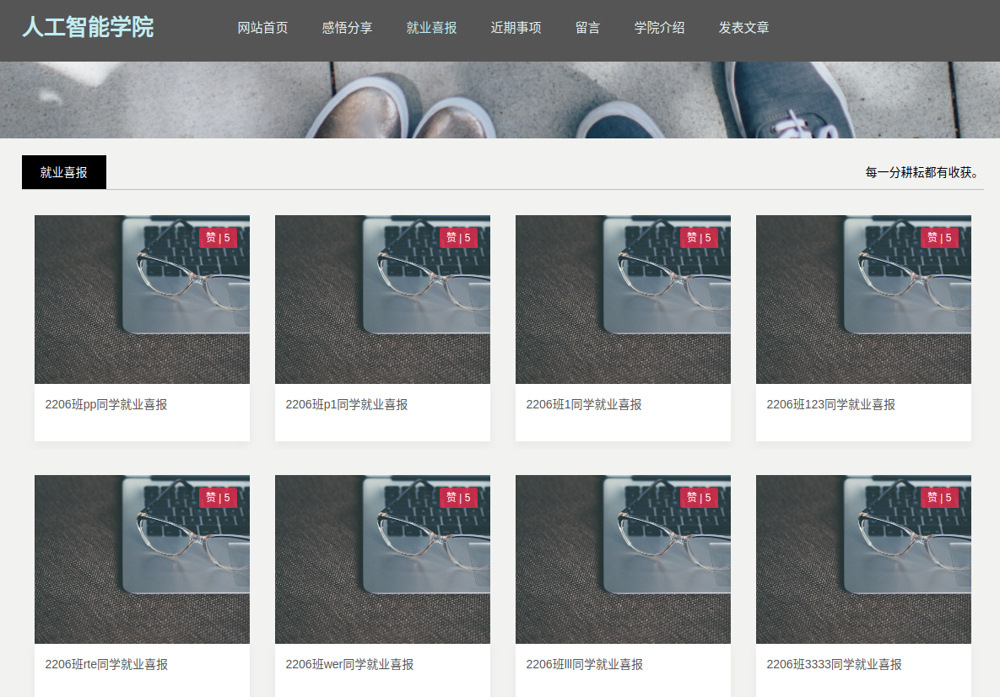 人工智能学院
网站首页 感悟分享 就业喜报 近期事项 留言 学院介绍 发表文章
就业喜报 每一分耕耘都有收获。
赞 | 5 赞 | 5 赞 | 5 赞 | 5
2206班pp同学就业喜报 2206班p1同学就业喜报 2206班1同学就业喜报 2206班123同学就业喜报
赞 | 5 赞 | 5 赞 | 5 赞 | 5
2206班rte同学就业喜报 2206班wer同学就业喜报 2206班lll同学就业喜报 2206班3333同学就业喜报